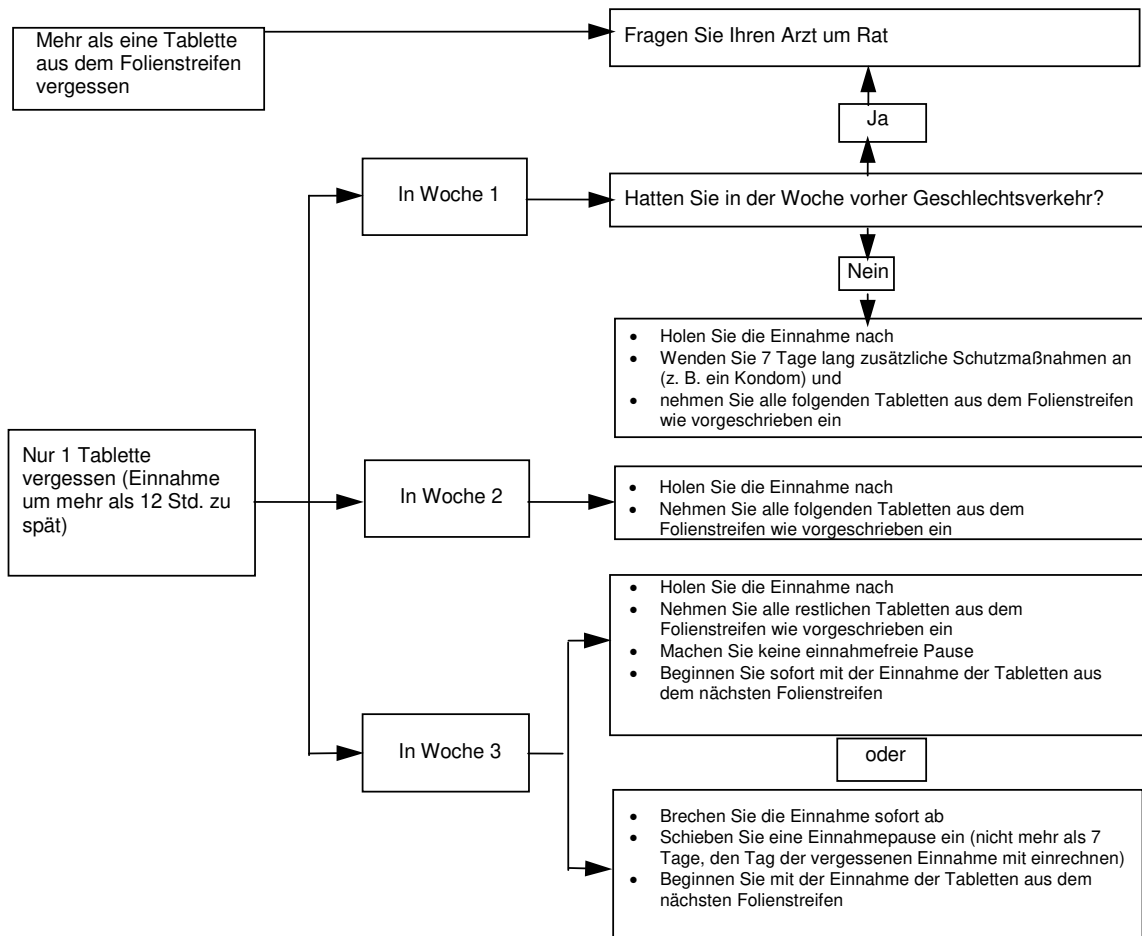 Mehr als eine Tablette
aus dem Folienstreifen
vergessen
Fragen Sie Ihren Arzt um Rat
Ja
In Woche 1
Hatten Sie in der Woche vorher Geschlechtsverkehr?
Nein
• Holen Sie die Einnahme nach
• Wenden Sie 7 Tage lang zusätzliche Schutzmaßnahmen an
(z. B. ein Kondom) und
• nehmen Sie alle folgenden Tabletten aus dem Folienstreifen
wie vorgeschrieben ein
Nur 1 Tablette
vergessen (Einnahme
um mehr als 12 Std. zu
spät)
In Woche 2
• Holen Sie die Einnahme nach
• Nehmen Sie alle folgenden Tabletten aus dem
Folienstreifen wie vorgeschrieben ein
In Woche 3
• Holen Sie die Einnahme nach
• Nehmen Sie alle restlichen Tabletten aus dem
Folienstreifen wie vorgeschrieben ein
• Machen Sie keine einnahmefreie Pause
• Beginnen Sie sofort mit der Einnahme der Tabletten aus
dem nächsten Folienstreifen
oder
• Brechen Sie die Einnahme sofort ab
• Schieben Sie eine Einnahmepause ein (nicht mehr als 7
Tage, den Tag der vergessenen Einnahme mit einrechnen)
• Beginnen Sie mit der Einnahme der Tabletten aus dem
nächsten Folienstreifen